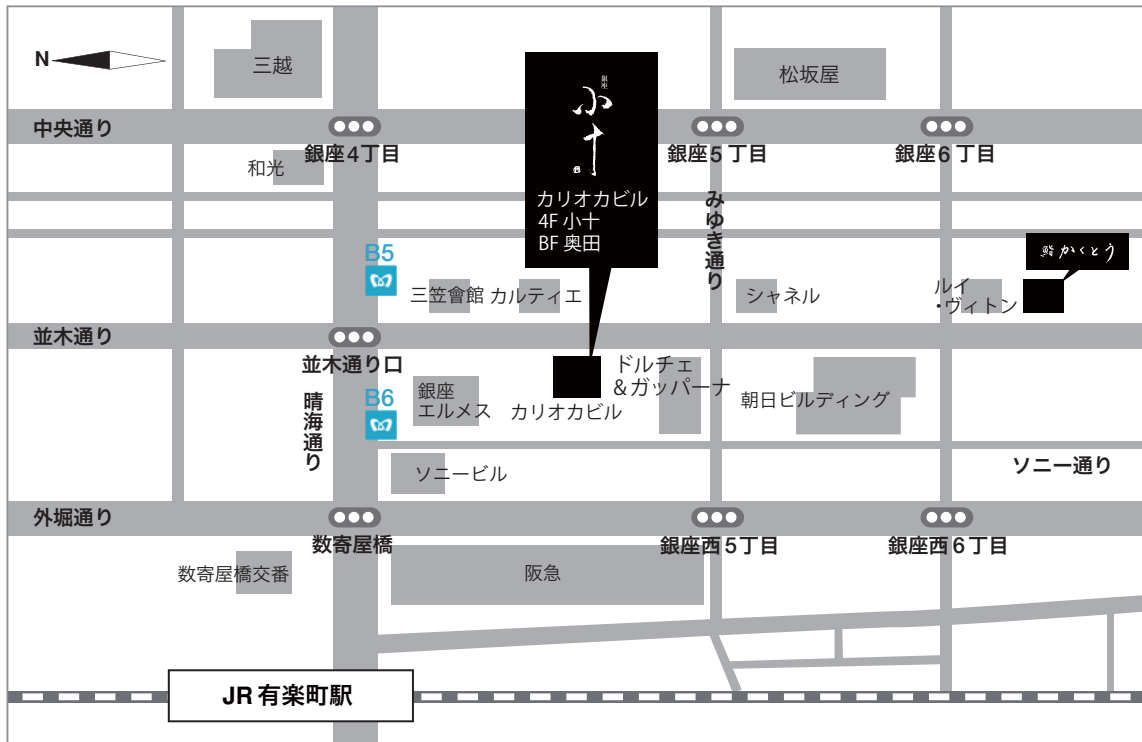 N
三越
松坂屋
中央通り
銀座4丁目
銀座5丁目
銀座6丁目
和光
銀座
小十
カリオカビル
4F 小十
BF 奥田
みゆき通り
鮨 かくとう
B5
三笠會館
カルティエ
シャネル
ルイ
・ヴィトン
並木通り
並木通り口
晴海通り
B6
銀座
エルメス
カリオカビル
ドルチェ
&ガッパーナ
朝日ビルディング
ソニービル
ソニー通り
外堀通り
数寄屋橋
銀座西5丁目
銀座西6丁目
数寄屋橋交番
阪急
JR有楽町駅